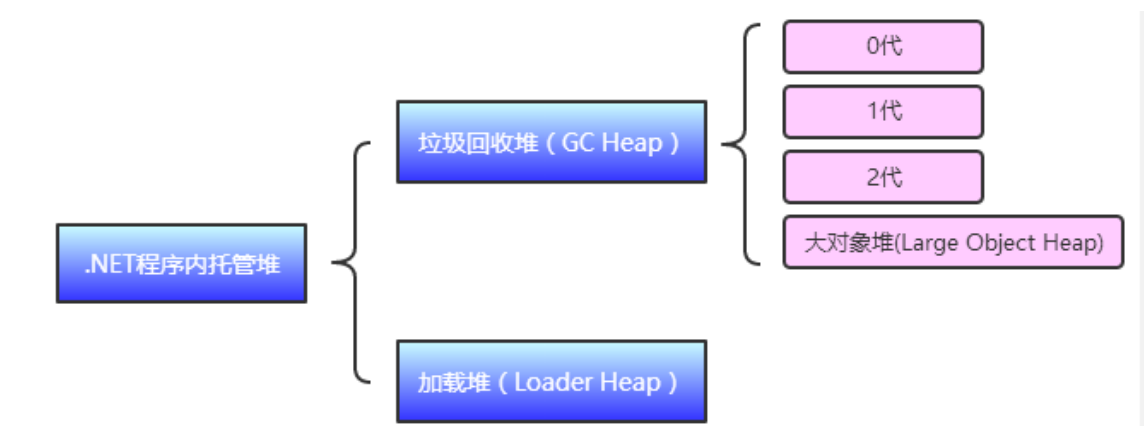 0代
垃圾回收堆（GC Heap）
1代
2代
.NET程序内托管堆
大对象堆(Large Object Heap)
加载堆（Loader Heap）